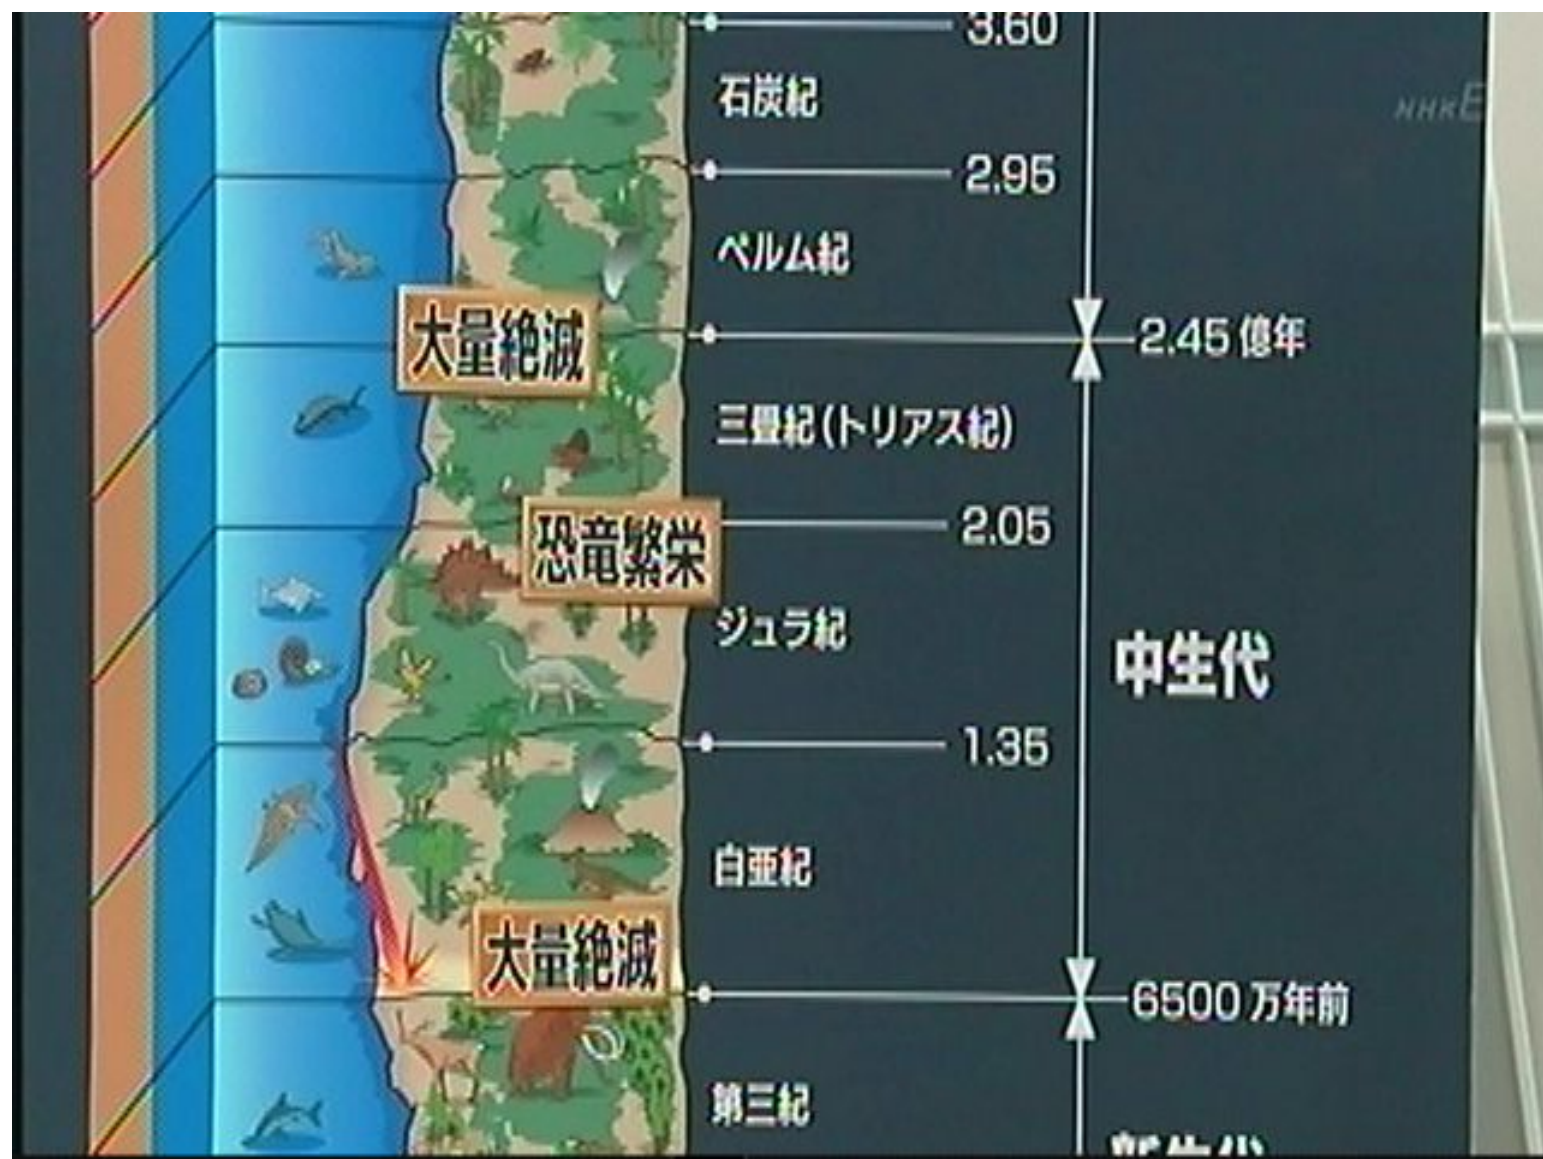 3.60
石炭紀
NHKE
2.95
ペルム紀
大量絶滅
2.45 億年
三畳紀(トリアス紀)
2.05
恐竜繁栄
ジュラ紀
中生代
1.35
白亜紀
大量絶滅
6500 万年前
第三紀